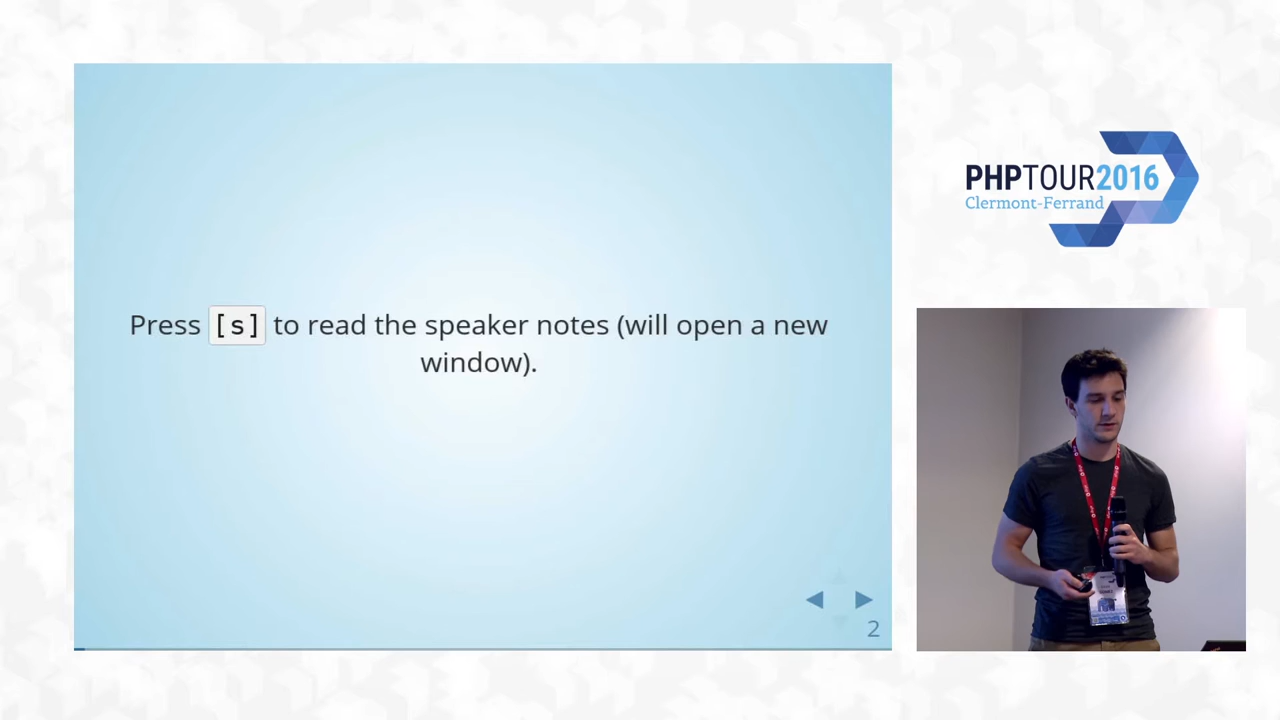 Press [s] to read the speaker notes (will open a new
window).
2
PHPTOUR2016
Clermont-Ferrand